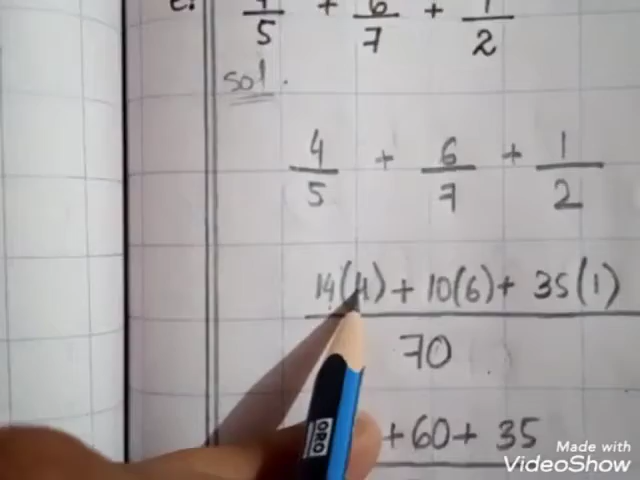 c. 4/5 + 6/7 + 1/2
sol.
4/5 + 6/7 + 1/2
14(4) + 10(6) + 35(1)
70
+ 60 + 35
ORO
Made with
VideoShow